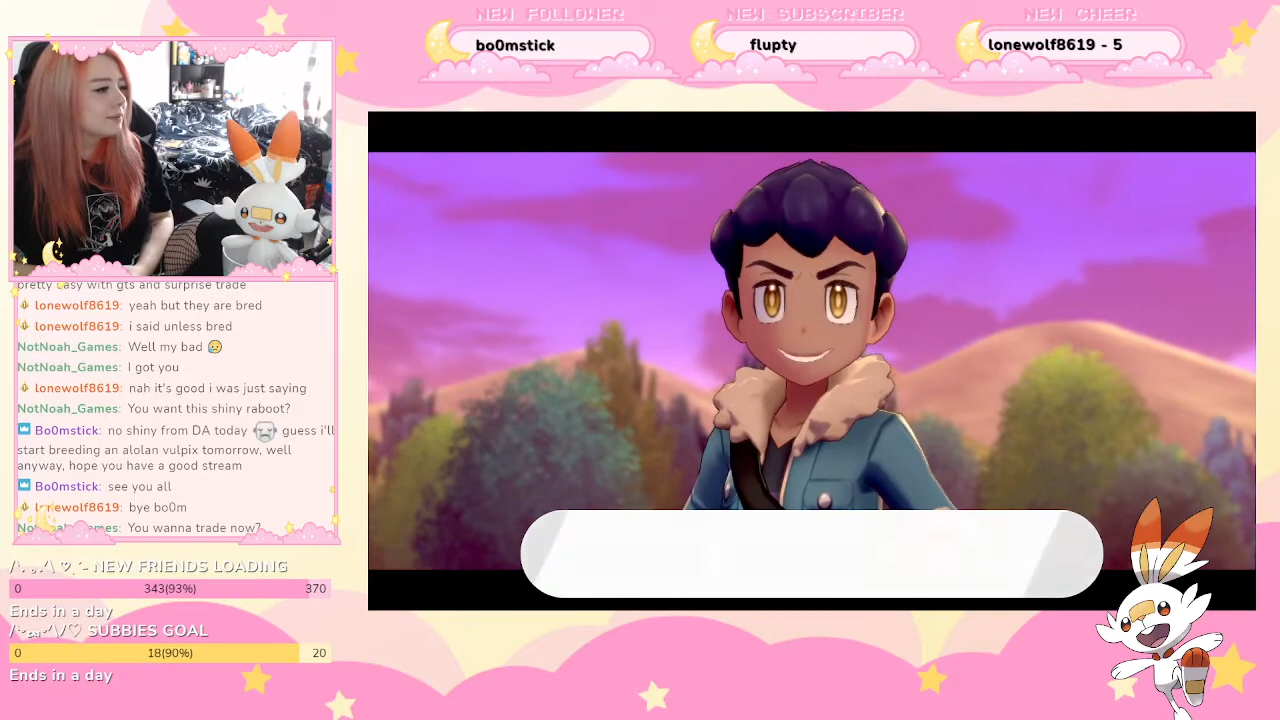 NEW FOLLOWER
NEW SUBSCRIBER
NEW CHEER
bo0mstick
flupty
lonewolf8619 - 5
pretty easy with gts and surprise trade
lonewolf8619: yeah but they are bred
lonewolf8619: i said unless bred
NotNoah_Games: Well my bad 😥
NotNoah_Games: I got you
lonewolf8619: nah it's good i was just saying
NotNoah_Games: You want this shiny raboot?
Bo0mstick: no shiny from DA today guess i'll
start breeding an alolan vulpix tomorrow, well
anyway, hope you have a good stream
Bo0mstick: see you all
lonewolf8619: bye bo0m
NotNoah_Games: You wanna trade now?
NEW FRIENDS LOADING
0 343(93%) 370
Ends in a day
SUBBIES GOAL
0 18(90%) 20
Ends in a day